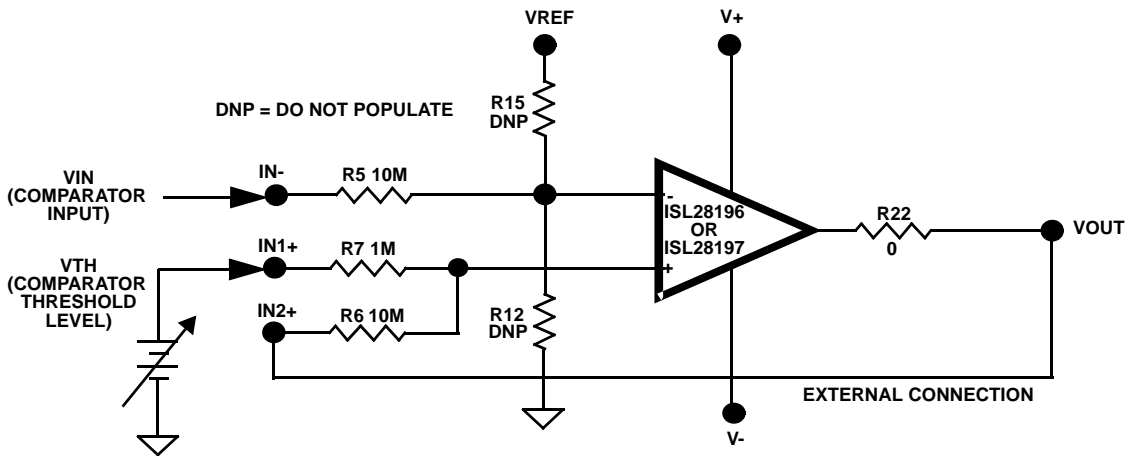 VREF
V+
R15
DNP
DNP = DO NOT POPULATE
VIN
(COMPARATOR
INPUT)
IN-
R5 10M
-
ISL28196
OR
ISL28197
R22
0
VOUT
VTH
(COMPARATOR
THRESHOLD
LEVEL)
IN1+
R7 1M
+
IN2+
R6 10M
R12
DNP
EXTERNAL CONNECTION
V-